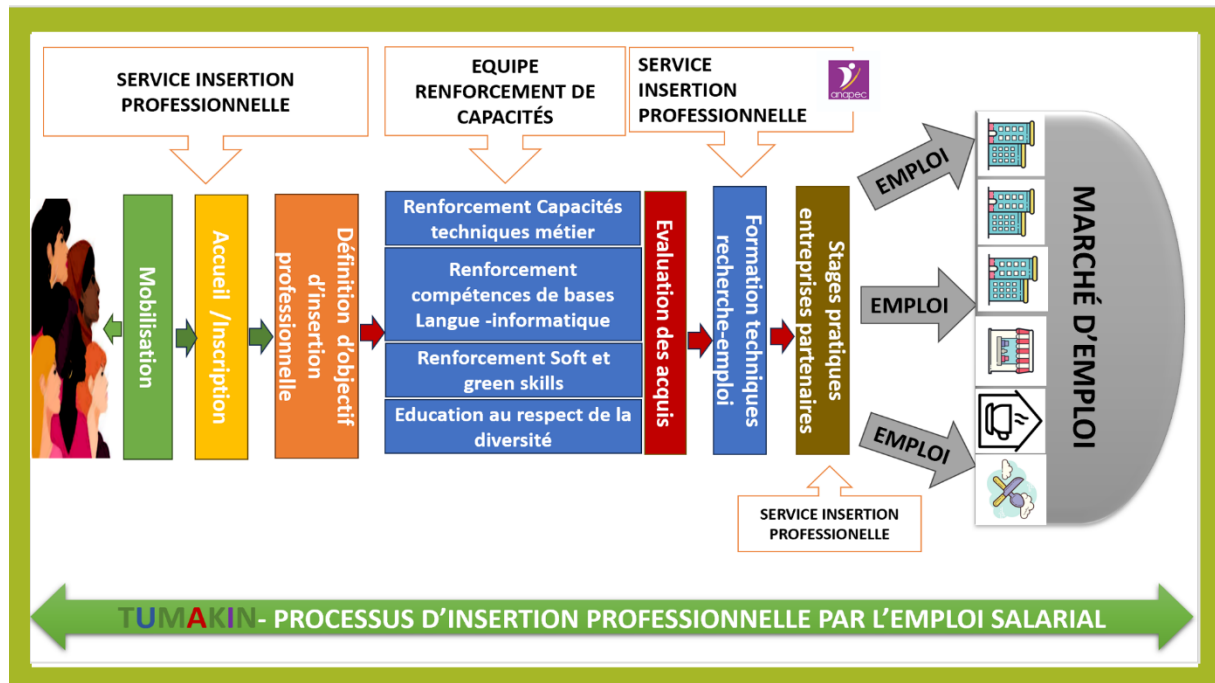 SERVICE INSERTION
PROFESSIONNELLE
EQUIPE
RENFORCEMENT DE
CAPACITÉS
SERVICE
INSERTION
PROFESSIONNELLE
anapec
Mobilisation
Accueil /Inscription
Définition d'objectif
d'insertion
professionnelle
Renforcement Capacités
techniques métier
Renforcement
compétences de bases
Langue -informatique
Renforcement Soft et
green skills
Education au respect de la
diversité
Evaluation des acquis
Formation techniques
recherche-emploi
Stages pratiques
entreprises partenaires
EMPLOI
EMPLOI
EMPLOI
MARCHÉ D'EMPLOI
SERVICE INSERTION
PROFESSIONELLE
TUMAKIN- PROCESSUS D'INSERTION PROFESSIONNELLE PAR L'EMPLOI SALARIAL